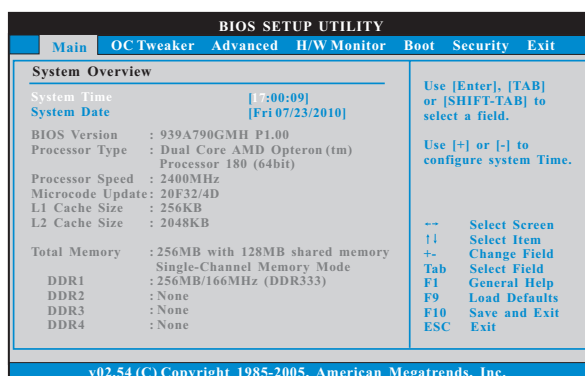 BIOS SETUP UTILITY
Main OC Tweaker Advanced H/W Monitor Boot Security Exit
System Overview
System Time [17:00:09]
System Date [Fri 07/23/2010]
BIOS Version : 939A790GMH P1.00
Processor Type : Dual Core AMD Opteron (tm)
Processor 180 (64bit)
Processor Speed : 2400MHz
Microcode Update : 20F32/4D
L1 Cache Size : 256KB
L2 Cache Size : 2048KB
Total Memory : 256MB with 128MB shared memory
Single-Channel Memory Mode
DDR1 : 256MB/166MHz (DDR333)
DDR2 : None
DDR3 : None
DDR4 : None
Use [Enter], [TAB]
or [SHIFT-TAB] to
select a field.
Use [+] or [-] to
configure system Time.
←→ Select Screen
↑↓ Select Item
+- Change Field
Tab Select Field
F1 General Help
F9 Load Defaults
F10 Save and Exit
ESC Exit
v02.54 (C) Copyright 1985-2005, American Megatrends, Inc.